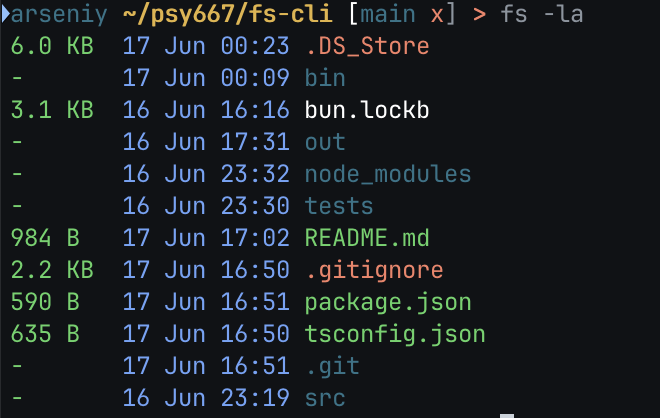 arseniy ~/psy667/fs-cli [main x] > fs -la
6.0 KB 17 Jun 00:23 .DS_Store
- 17 Jun 00:09 bin
3.1 KB 16 Jun 16:16 bun.lockb
- 16 Jun 17:31 out
- 16 Jun 23:32 node_modules
- 16 Jun 23:30 tests
984 B 17 Jun 17:02 README.md
2.2 KB 17 Jun 16:50 .gitignore
590 B 17 Jun 16:51 package.json
635 B 17 Jun 16:50 tsconfig.json
- 17 Jun 16:51 .git
- 16 Jun 23:19 src